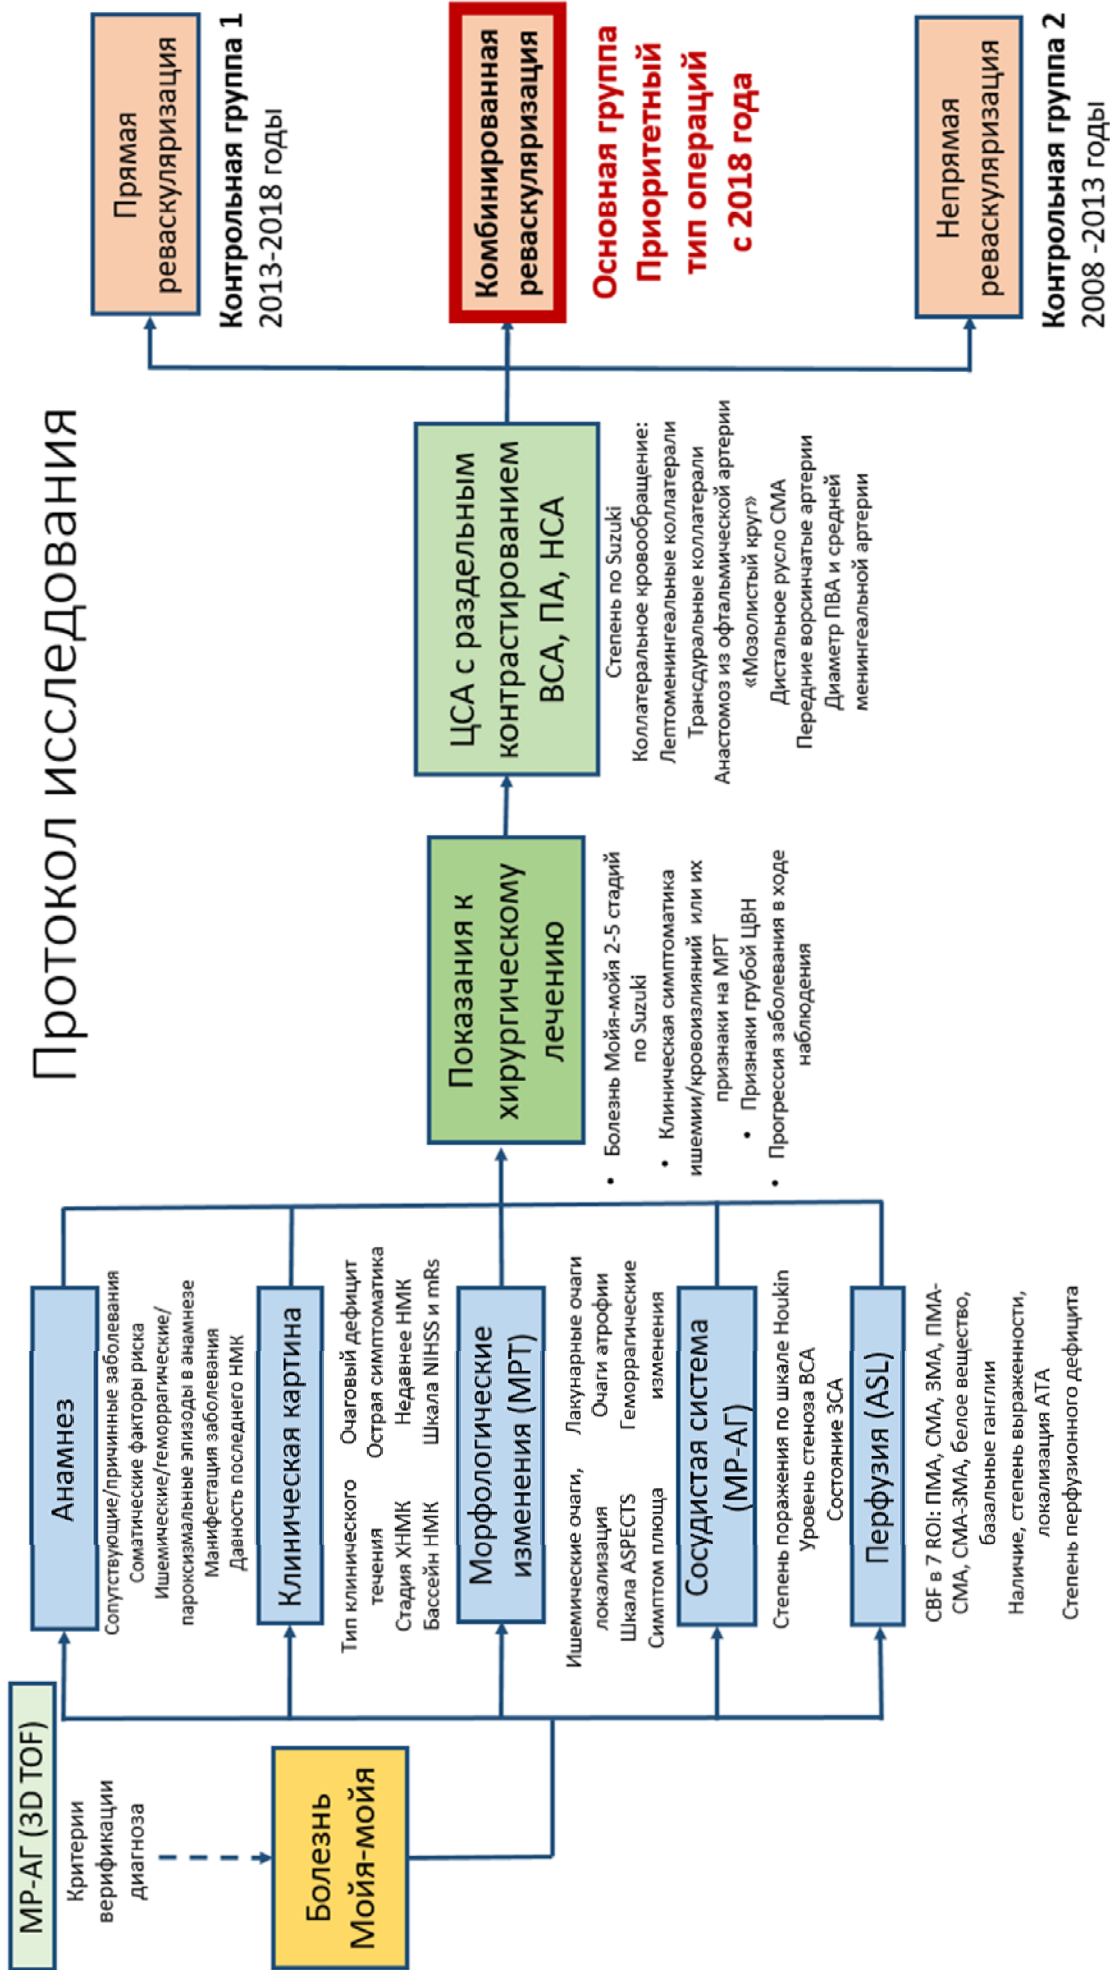 Протокол исследования
МР-АГ (3D TOF)
Критерии
верификации
диагноза
Болезнь
Мойя-мойя
Анамнез
Сопутствующие/причинные заболевания
Соматические факторы риска
Ишемические/геморрагические/
пароксизмальные эпизоды в анамнезе
Манифестация заболевания
Давность последнего НМК
Клиническая картина
Тип клинического
течения
Стадия ХНМК
Бассейн НМК
Очаговый дефицит
Острая симптоматика
Недавнее НМК
Шкала NIHSS и mRs
Морфологические
изменения (МРТ)
Ишемические очаги,
локализация
Шкала ASPECTS
Симптом плюща
Лакунарные очаги
Очаги атрофии
Геморрагические
изменения
Сосудистая система
(МР-АГ)
Степень поражения по шкале Houkin
Уровень стеноза ВСА
Состояние ЗСА
Перфузия (ASL)
CBF в 7 ROI: ПМА, СМА, ЗМА, ПМА-
СМА, СМА-ЗМА, белое вещество,
базальные ганглии
Наличие, степень выраженности,
локализация АТА
Степень перфузионного дефицита
Показания к
хирургическому
лечению
• Болезнь Мойя-мойя 2-5 стадий
по Suzuki
• Клиническая симптоматика
ишемии/кровоизлияний или их
признаки на МРТ
• Признаки грубой ЦВН
• Прогрессия заболевания в ходе
наблюдения
ЦСА с раздельным
контрастированием
ВСА, ПА, НСА
Степень по Suzuki
Коллатеральное кровообращение:
Лептоменингеальные коллатерали
Трансдуральные коллатерали
Анастомоз из офтальмической артерии
«Мозолистый круг»
Дистальное русло СМА
Передние ворсинчатые артерии
Диаметр ПВА и средней
менингеальной артерии
Прямая
реваскуляризация
Контрольная группа 1
2013-2018 годы
Комбинированная
реваскуляризация
Основная группа
Приоритетный
тип операций
с 2018 года
Непрямая
реваскуляризация
Контрольная группа 2
2008 -2013 годы